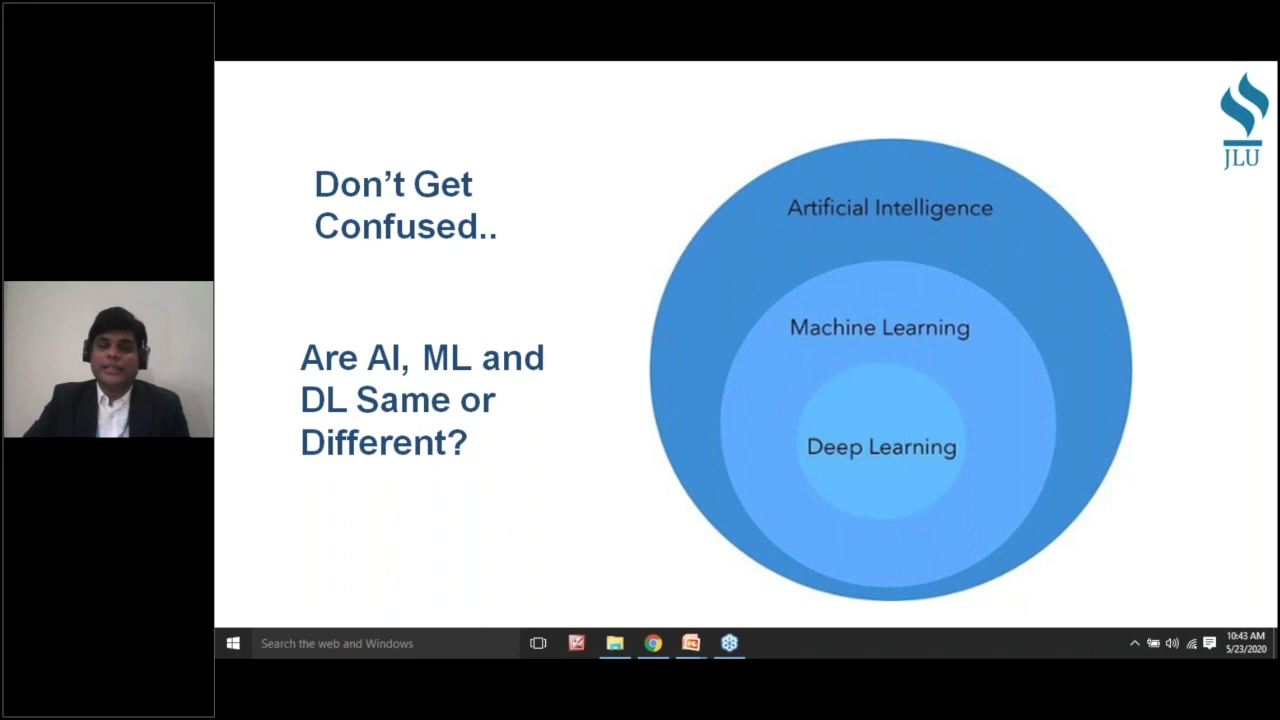 JLU
Don’t Get
Confused..
Are AI, ML and
DL Same or
Different?
Artificial Intelligence
Machine Learning
Deep Learning
Search the web and Windows
10:43 AM
5/23/2020